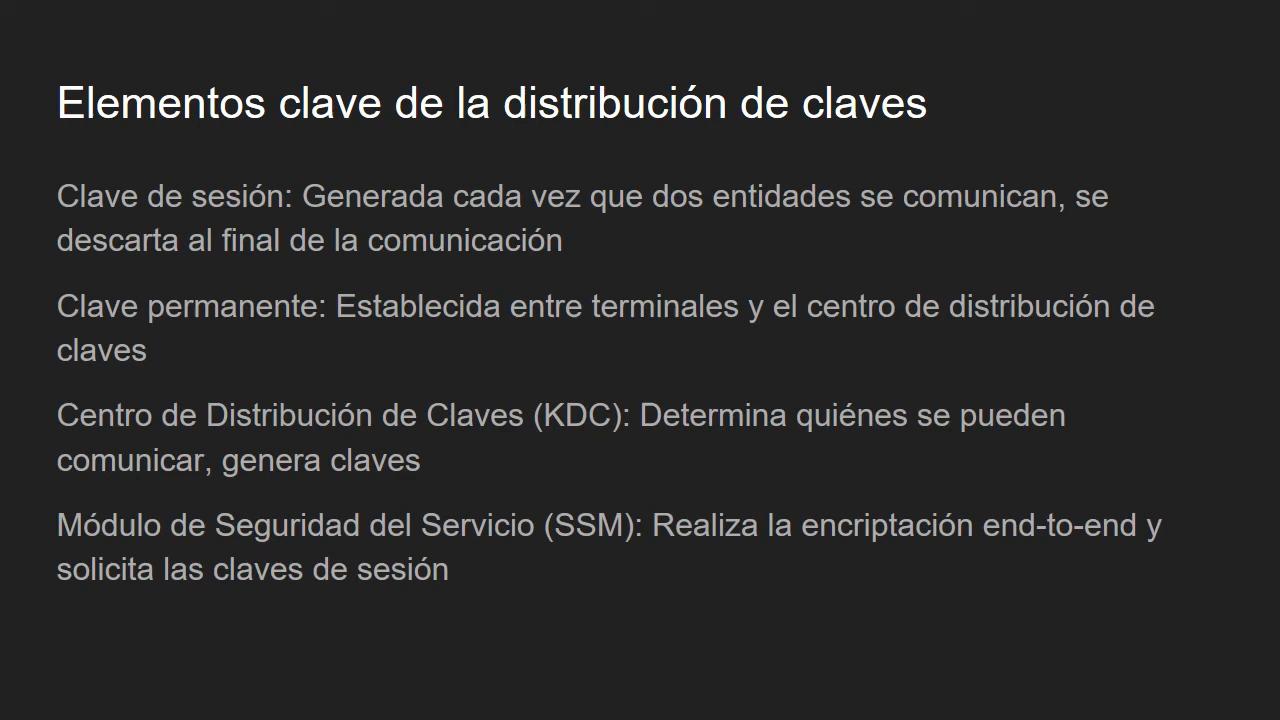 Elementos clave de la distribución de claves
Clave de sesión: Generada cada vez que dos entidades se comunican, se
descarta al final de la comunicación
Clave permanente: Establecida entre terminales y el centro de distribución de
claves
Centro de Distribución de Claves (KDC): Determina quiénes se pueden
comunicar, genera claves
Módulo de Seguridad del Servicio (SSM): Realiza la encriptación end-to-end y
solicita las claves de sesión